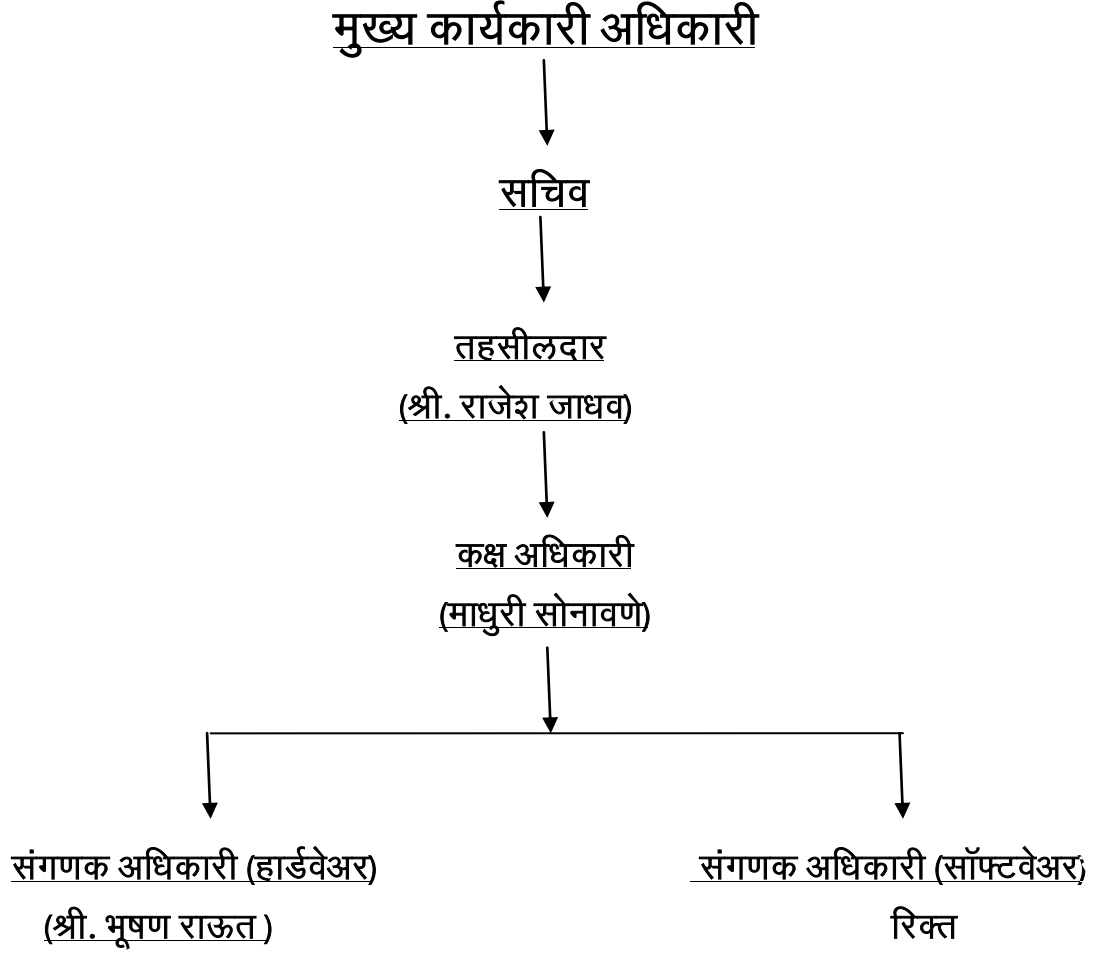 मुख्य कार्यकारी अधिकारी
सचिव
तहसीलदार
(श्री. राजेश जाधव)
कक्ष अधिकारी
(माधुरी सोनावणे)
संगणक अधिकारी (हार्डवेअर)
(श्री. भूषण राऊत )
संगणक अधिकारी (सॉफ्टवेअर)
रिक्त